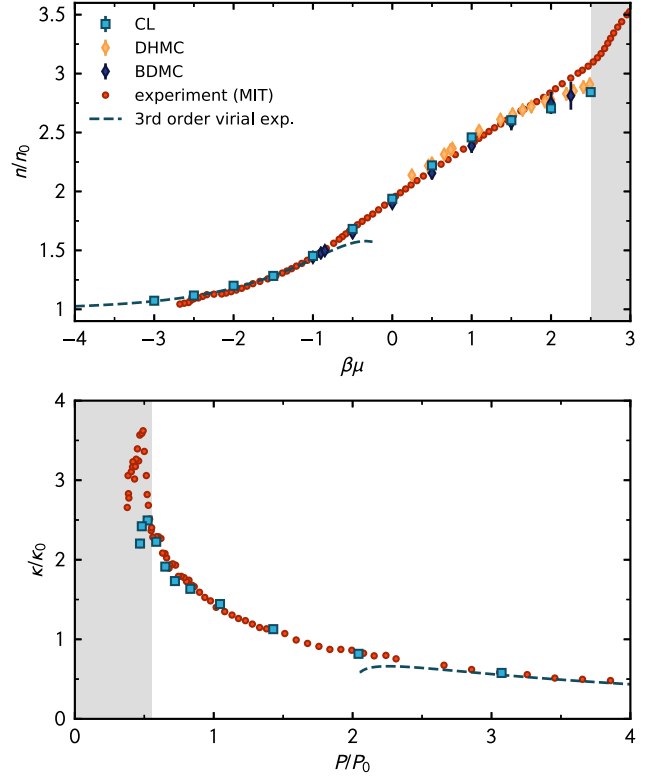 3.5
3
2.5
2
1.5
1
n/n₀
CL
DHMC
BDMC
experiment (MIT)
3rd order virial exp.
−4 −3 −2 −1 0 1 2 3
βμ
4
3
2
1
0
κ/κ₀
0 1 2 3 4
P/P₀